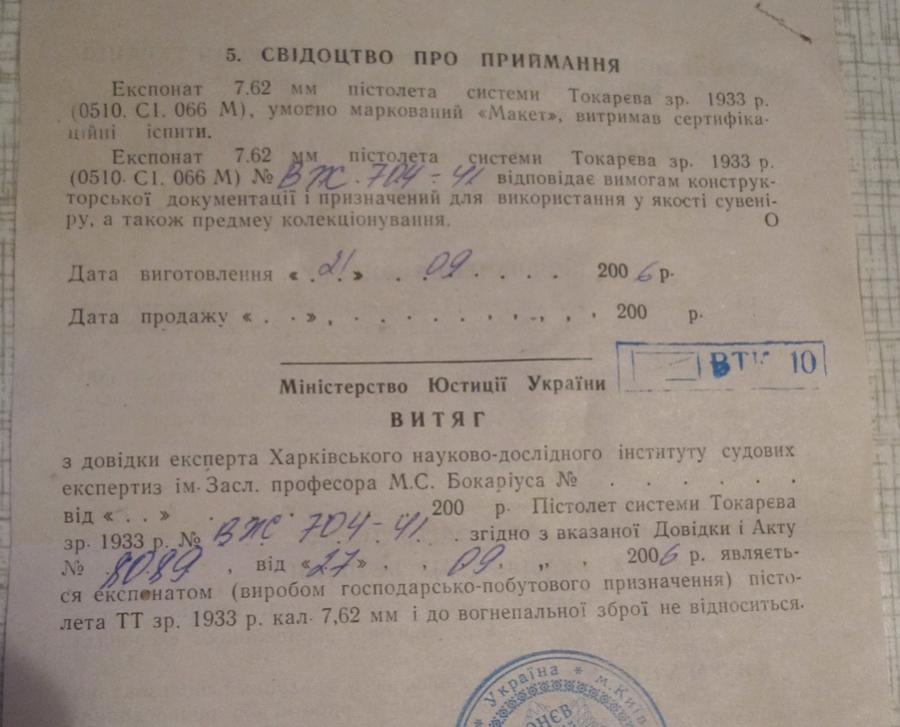 5. СВІДОЦТВО ПРО ПРИЙМАННЯ
Експонат 7.62 мм пістолета системи Токарєва зр. 1933 р.
(0510. С1. 066 М), умовно маркований «Макет», витримав сертифіка-
ційні іспити.
Експонат 7.62 мм пістолета системи Токарєва зр. 1933 р.
(0510. С1. 066 М) № ВЖ 704-41 відповідає вимогам конструк-
торської документації і призначений для використання у якості сувені-
ру, а також предмеу колекціонування. О
Дата виготовлення « 21 » . 09 . . . . . 2006 р.
Дата продажу « . . », . . . . . . . . , , . 200 р.
ВТК 10
Міністерство Юстиції України
ВИТЯГ
з довідки експерта Харківського науково-дослідного інституту судових
експертиз ім. Засл. професора М.С. Бокаріуса № . . . . . .
від « . . » . . . . . . 200 р. Пістолет системи Токарєва
зр. 1933 р. № ВЖ 704-41 . згідно з вказаної Довідки і Акту
№ 8089 , від «27» . , 09 . „ . 2006 р. являєть-
ся експонатом (виробом господарсько-побутового призначення) писто-
лета ТТ зр. 1933 р. кал. 7,62 мм і до вогнепальної зброї не відноситься.
* Україна * м. Київ